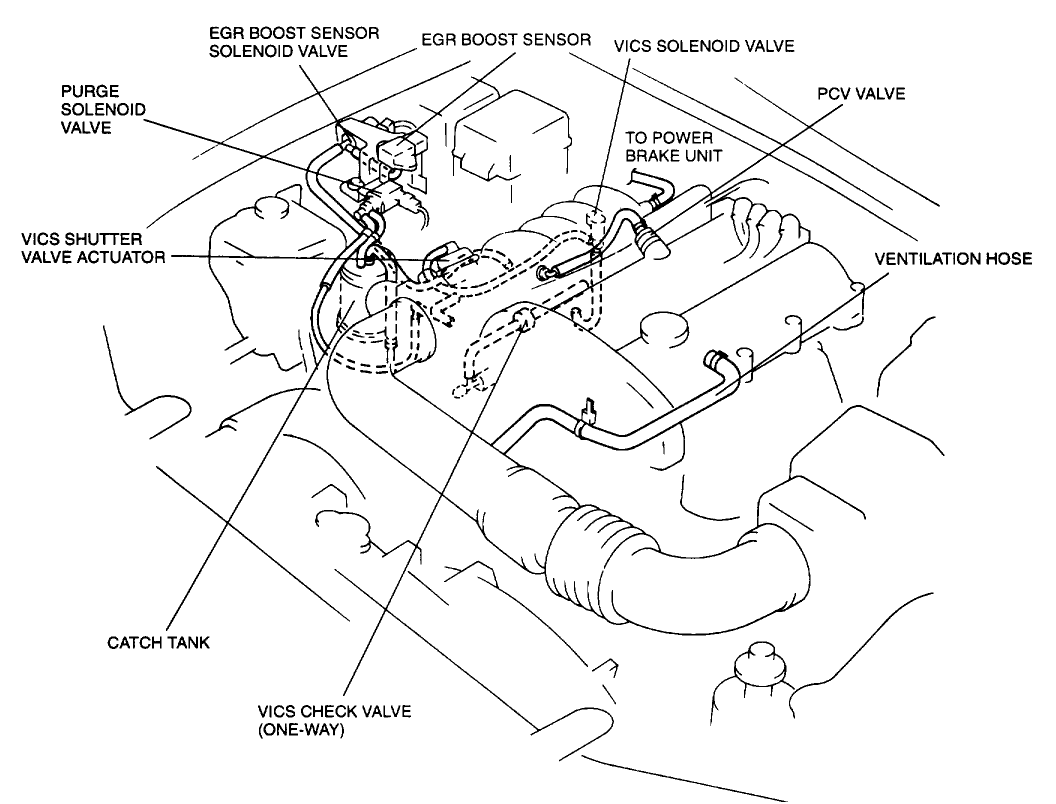 EGR BOOST SENSOR
SOLENOID VALVE
EGR BOOST SENSOR
VICS SOLENOID VALVE
PURGE
SOLENOID
VALVE
PCV VALVE
TO POWER
BRAKE UNIT
VICS SHUTTER
VALVE ACTUATOR
VENTILATION HOSE
CATCH TANK
VICS CHECK VALVE
(ONE-WAY)